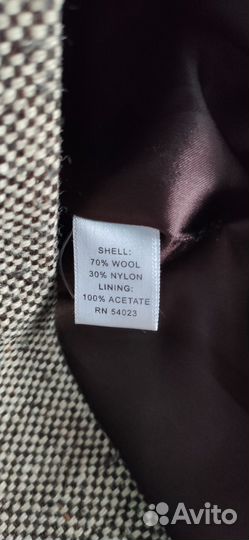 SHELL:
70% WOOL
30% NYLON
LINING:
100% ACETATE
RN 54023
Avito